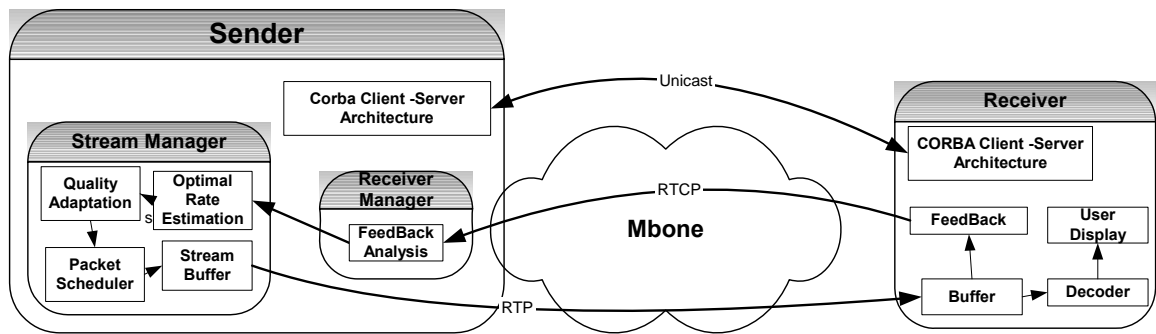 Sender
Corba Client -Server
Architecture
Stream Manager
Quality
Adaptation
s
Optimal
Rate
Estimation
Packet
Scheduler
Stream
Buffer
Receiver
Manager
FeedBack
Analysis
Unicast
RTCP
Mbone
RTP
Receiver
CORBA Client -Server
Architecture
FeedBack
User
Display
Buffer
Decoder